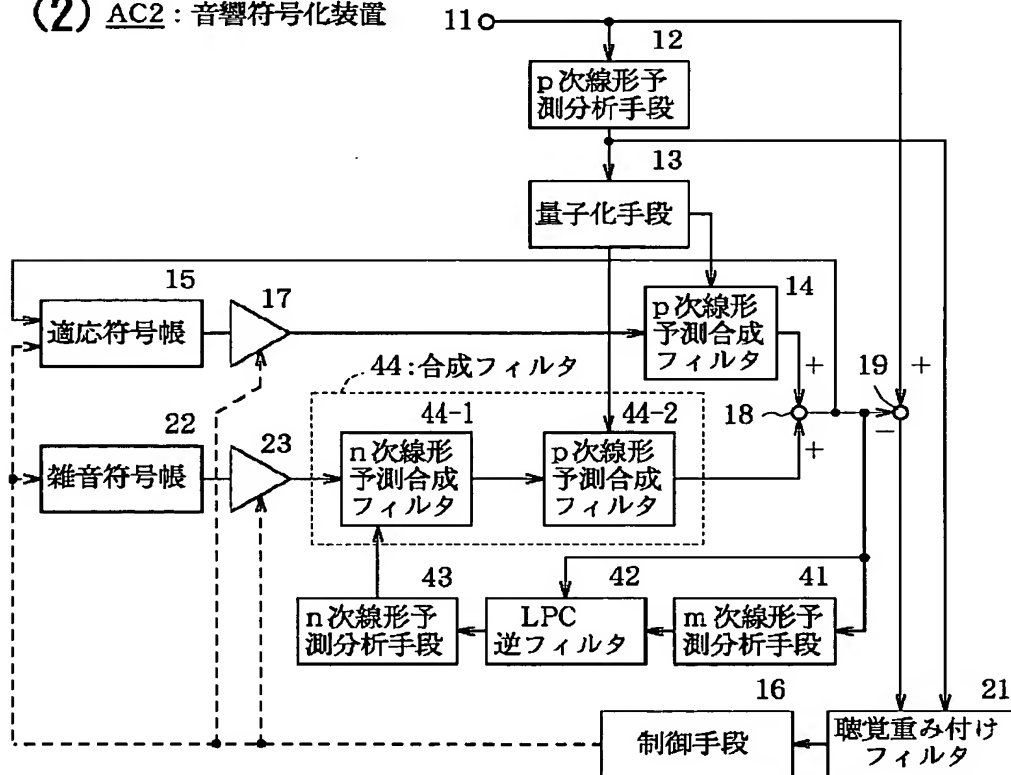 (2) AC2：音響符号化装置
11
12
p次線形予
測分析手段
13
量子化手段
15
適応符号帳
17
14
p次線形
予測合成
フィルタ
+
19
+
44：合成フィルタ
18
−
22
雑音符号帳
23
44-1
n次線形
予測合成
フィルタ
44-2
p次線形
予測合成
フィルタ
+
43
n次線形予
測分析手段
42
LPC
逆フィルタ
41
m次線形予
測分析手段
16
制御手段
21
聴覚重み付け
フィルタ